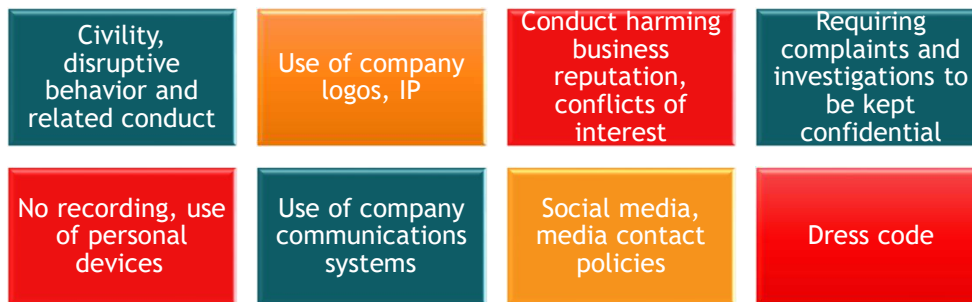 Civility,
disruptive
behavior and
related conduct
Use of company
logos, IP
Conduct harming
business
reputation,
conflicts of
interest
Requiring
complaints and
investigations to
be kept
confidential
No recording, use
of personal
devices
Use of company
communications
systems
Social media,
media contact
policies
Dress code